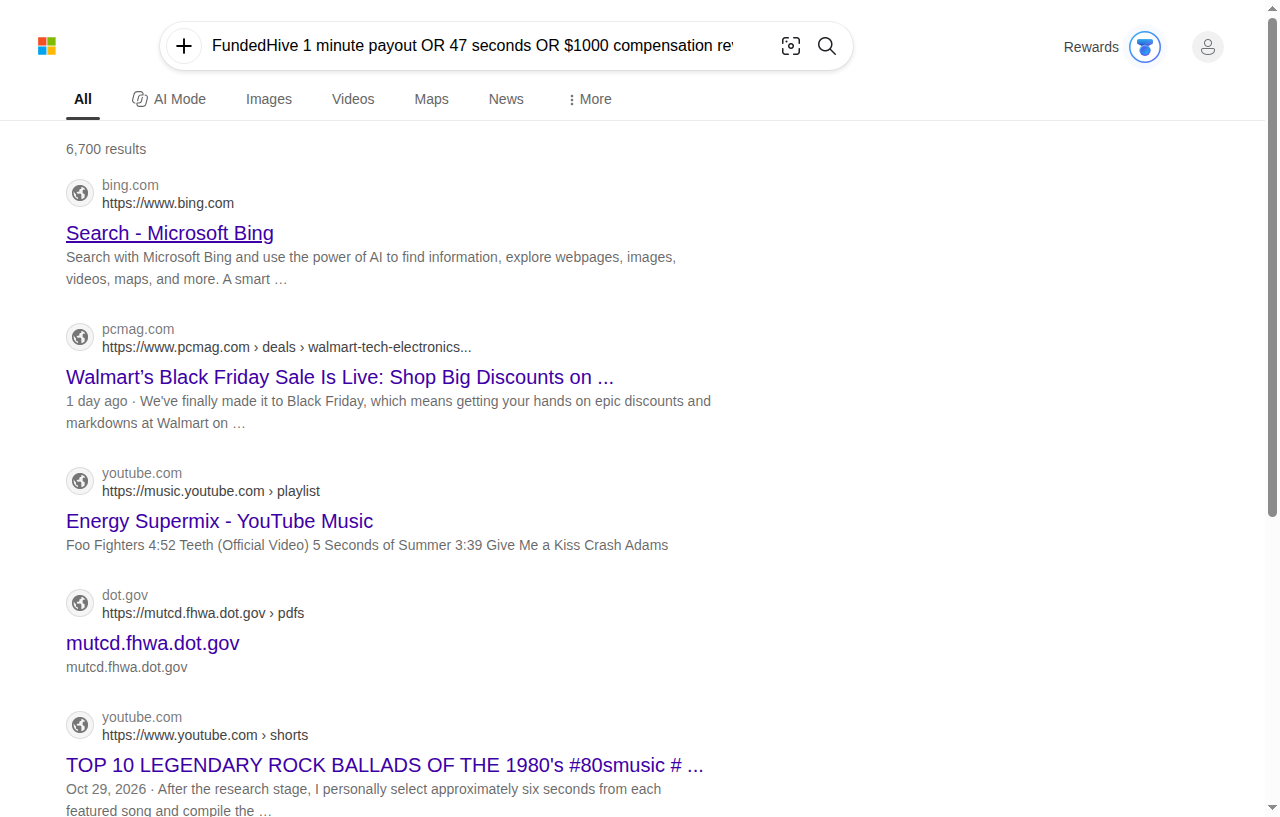 FundedHive 1 minute payout OR 47 seconds OR $1000 compensation rev
Rewards
All
AI Mode
Images
Videos
Maps
News
More
6,700 results
bing.com
https://www.bing.com
Search - Microsoft Bing
Search with Microsoft Bing and use the power of AI to find information, explore webpages, images,
videos, maps, and more. A smart …
pcmag.com
https://www.pcmag.com › deals › walmart-tech-electronics...
Walmart’s Black Friday Sale Is Live: Shop Big Discounts on ...
1 day ago · We've finally made it to Black Friday, which means getting your hands on epic discounts and
markdowns at Walmart on …
youtube.com
https://music.youtube.com › playlist
Energy Supermix - YouTube Music
Foo Fighters 4:52 Teeth (Official Video) 5 Seconds of Summer 3:39 Give Me a Kiss Crash Adams
dot.gov
https://mutcd.fhwa.dot.gov › pdfs
mutcd.fhwa.dot.gov
mutcd.fhwa.dot.gov
youtube.com
https://www.youtube.com › shorts
TOP 10 LEGENDARY ROCK BALLADS OF THE 1980's #80smusic # ...
Oct 29, 2026 · After the research stage, I personally select approximately six seconds from each
featured song and compile the …